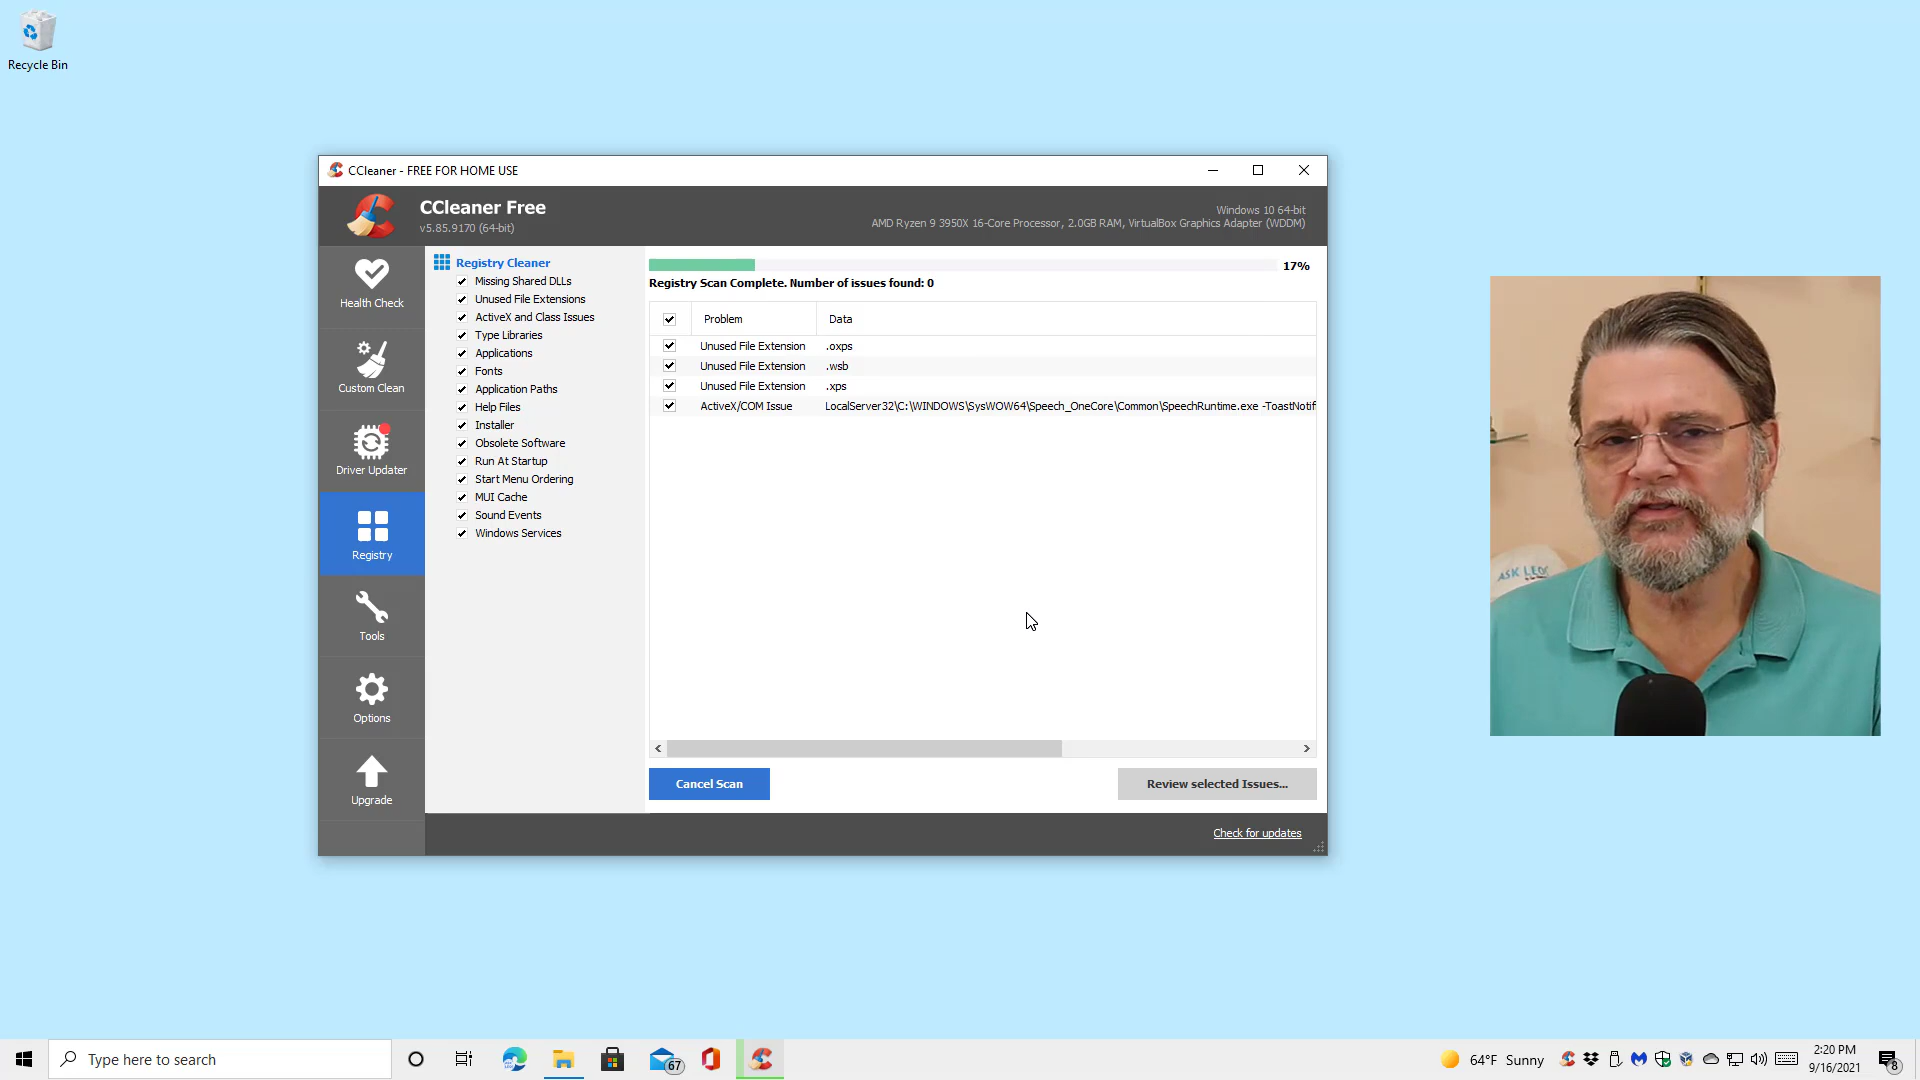 Recycle Bin
CCleaner - FREE FOR HOME USE
CCleaner Free
v5.85.9170 (64-bit)
Windows 10 64-bit
AMD Ryzen 9 3950X 16-Core Processor, 2.0GB RAM, VirtualBox Graphics Adapter (WDDM)
Health Check
Custom Clean
Driver Updater
Registry
Tools
Options
Upgrade
Registry Cleaner
Missing Shared DLLs
Unused File Extensions
ActiveX and Class Issues
Type Libraries
Applications
Fonts
Application Paths
Help Files
Installer
Obsolete Software
Run At Startup
Start Menu Ordering
MUI Cache
Sound Events
Windows Services
17%
Registry Scan Complete. Number of issues found: 0
Problem Data
Unused File Extension .oxps
Unused File Extension .wsb
Unused File Extension .xps
ActiveX/COM Issue LocalServer32\C:\WINDOWS\SysWOW64\Speech_OneCore\Common\SpeechRuntime.exe -ToastNotif
Cancel Scan
Review selected Issues...
Check for updates
ASK LEO
Type here to search
67
64°F Sunny
2:20 PM
9/16/2021
8